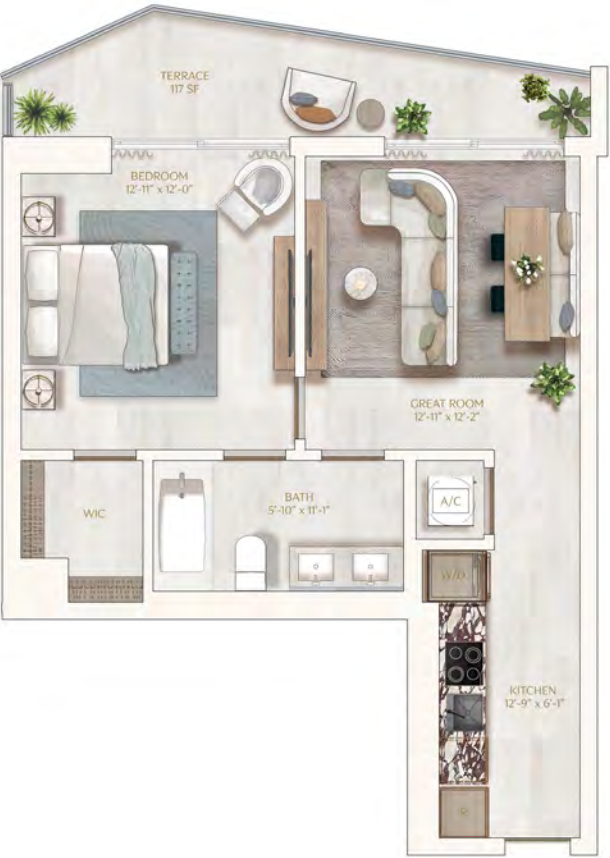 TERRACE
117 SF
BEDROOM
12'-11" x 12'-0"
GREAT ROOM
12'-11" x 12'-2"
WIC
BATH
5'-10" x 11'-1"
A/C
W/D
KITCHEN
12'-9" x 6'-1"